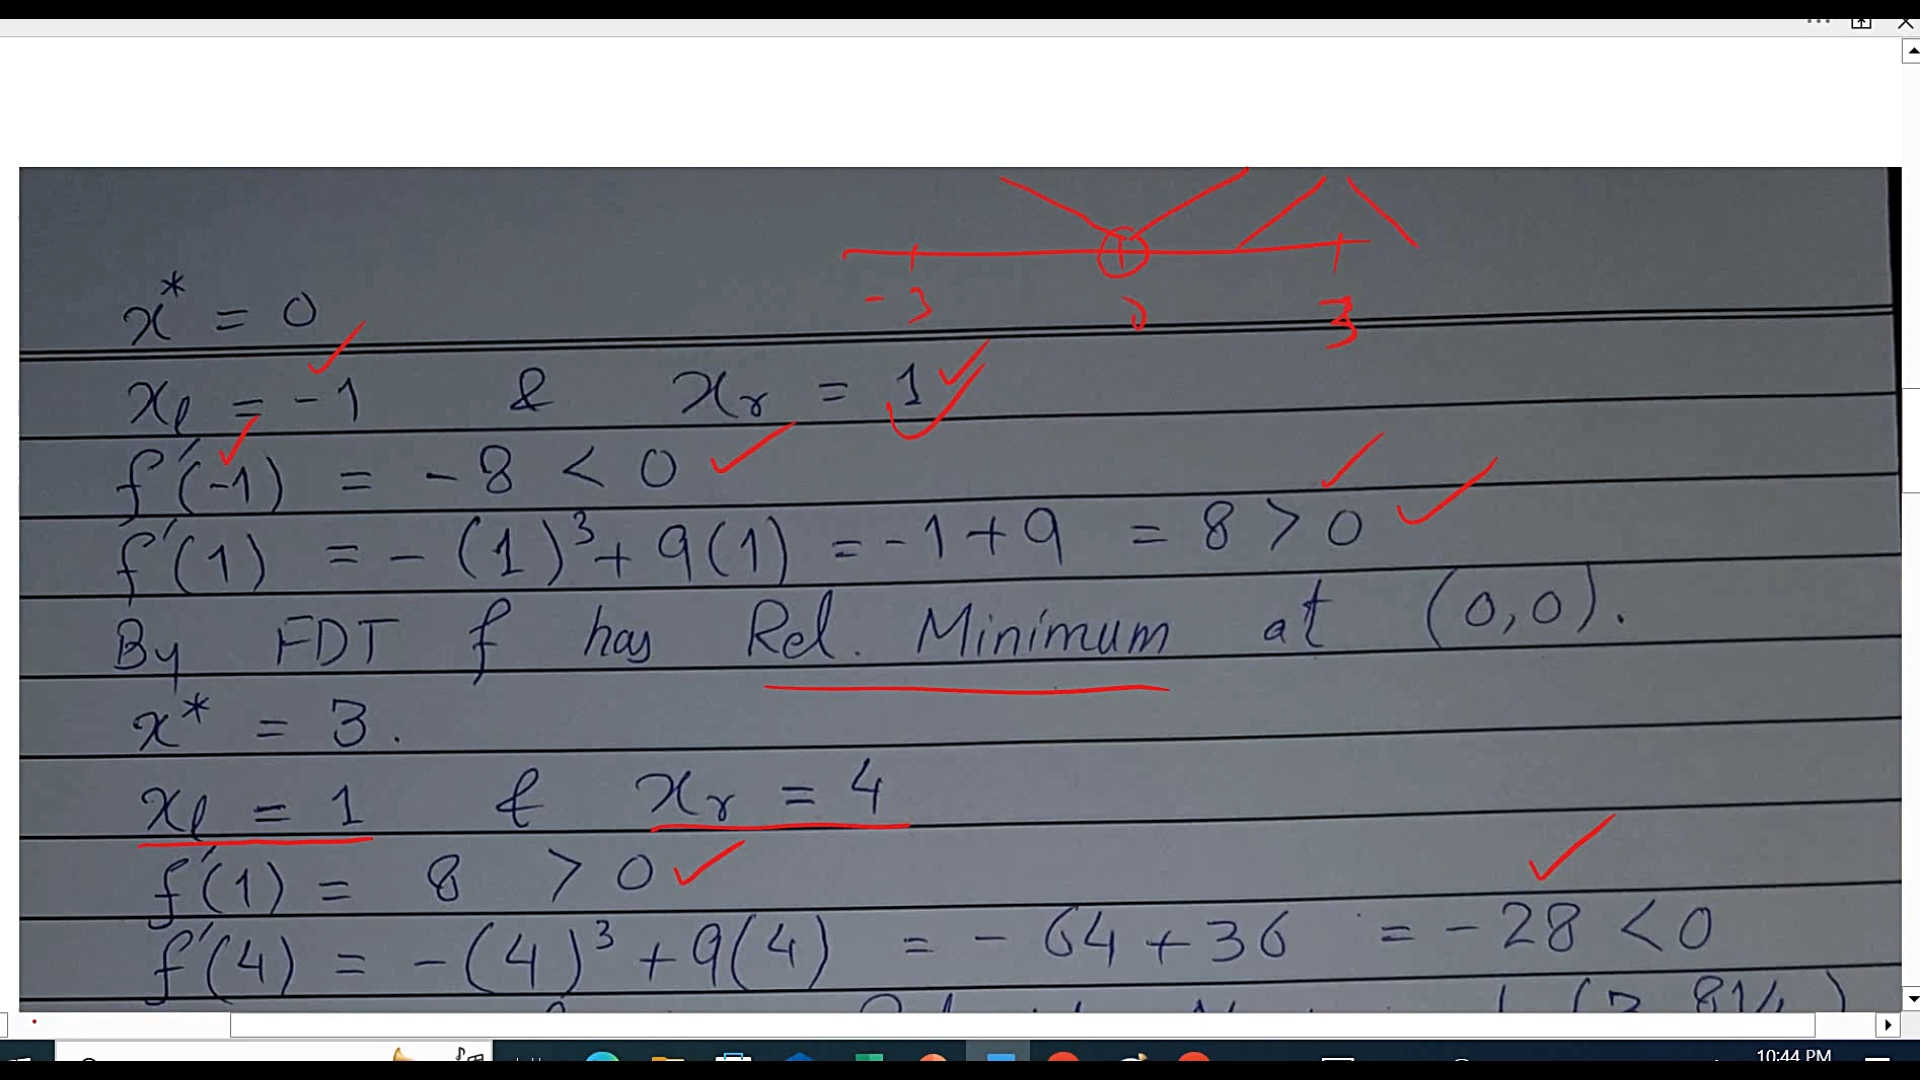 -3 0 3
x* = 0
xl = -1 & xr = 1
f'(-1) = -8 < 0
f'(1) = -(1)³ + 9(1) = -1 + 9 = 8 > 0
By FDT f has Rel. Minimum at (0,0).
x* = 3.
xl = 1 & xr = 4
f'(1) = 8 > 0
f'(4) = -(4)³ + 9(4) = -64 + 36 = -28 < 0
10:44 PM